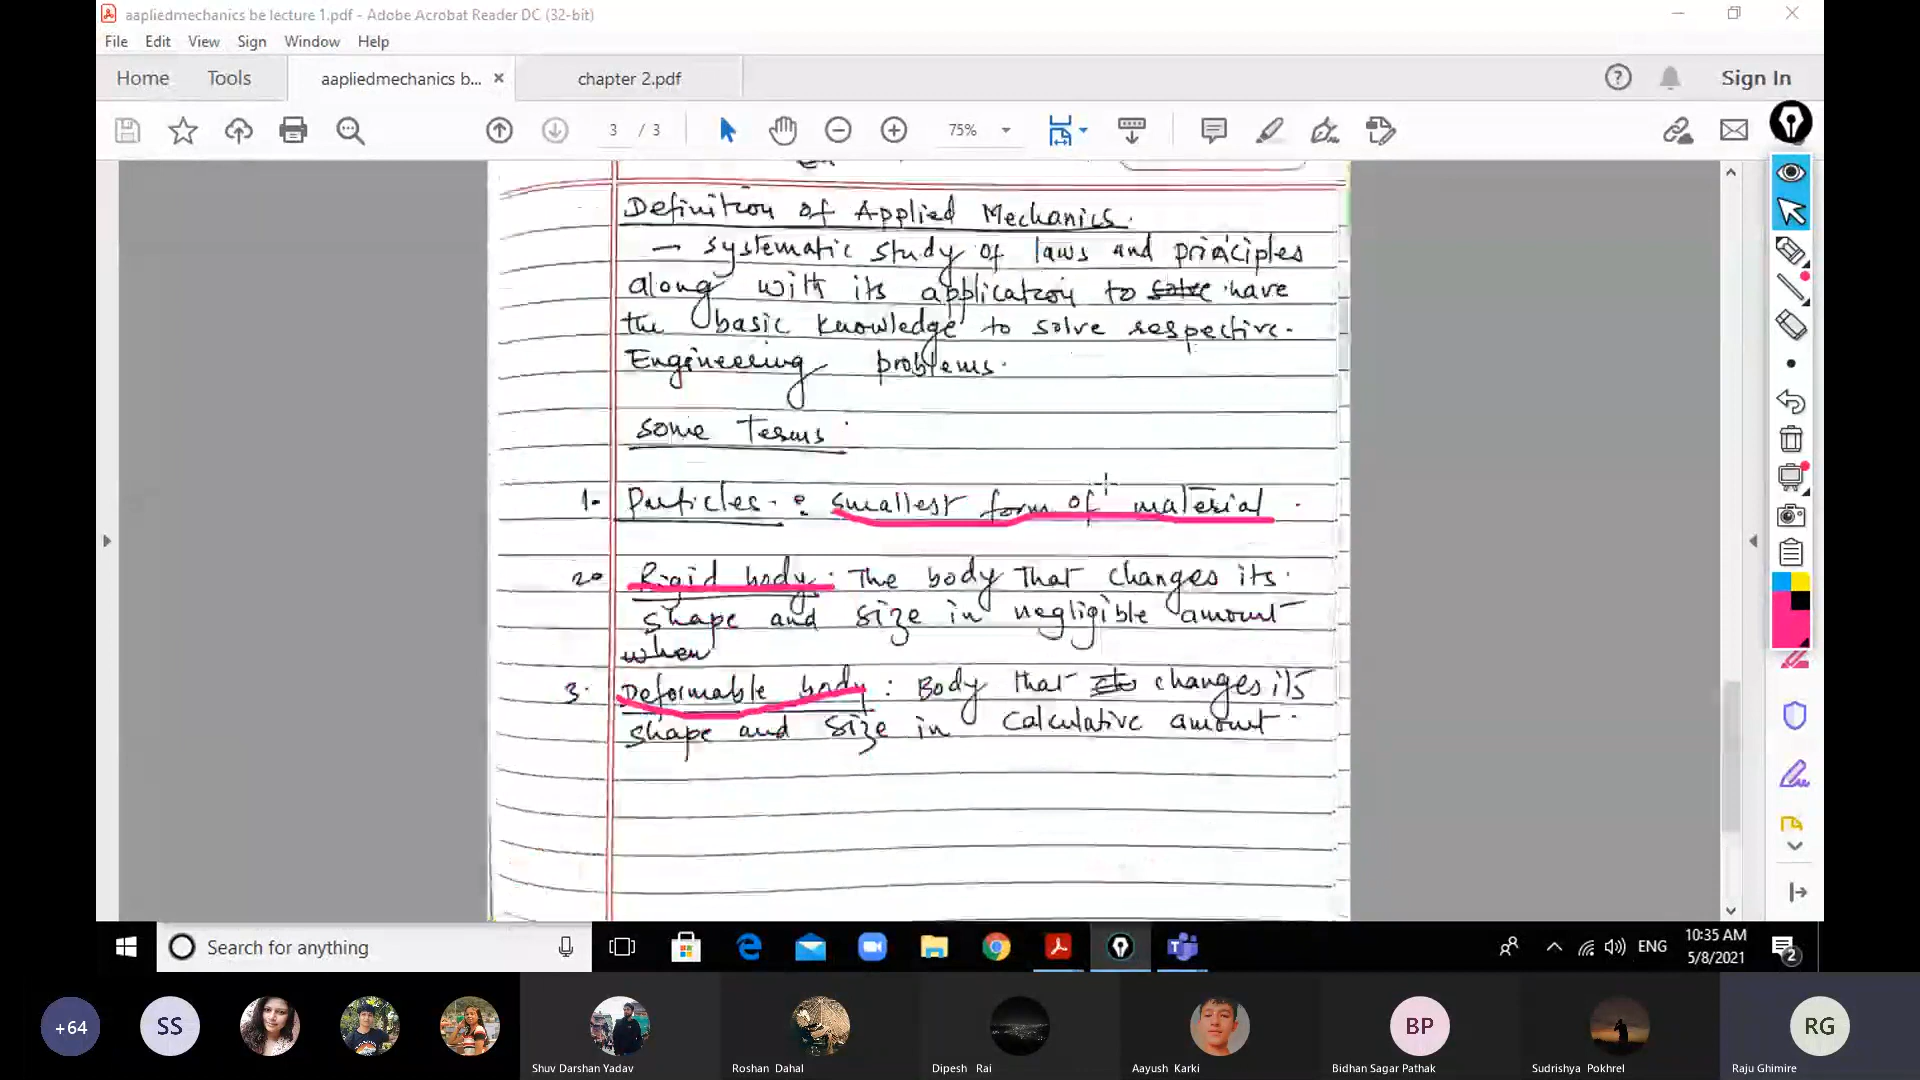 aapliedmechanics be lecture 1.pdf - Adobe Acrobat Reader DC (32-bit)
File Edit View Sign Window Help
Home Tools aapliedmechanics b... × chapter 2.pdf Sign In
3 / 3 75%
Definition of Applied Mechanics.
— systematic study of laws and principles
along with its application to solve have
the basic knowledge to solve respective.
Engineering problems.
some Terms
1. Particles : smallest form of material.
2. Rigid body. The body that changes its
shape and size in negligible amount
when
3. Deformable body : Body that its changes its
shape and size in calculative amount.
Search for anything
ENG
10:35 AM
5/8/2021
2
+64 SS BP RG
Shuv Darshan Yadav Roshan Dahal Dipesh Rai Aayush Karki Bidhan Sagar Pathak Sudrishya Pokhrel Raju Ghimire